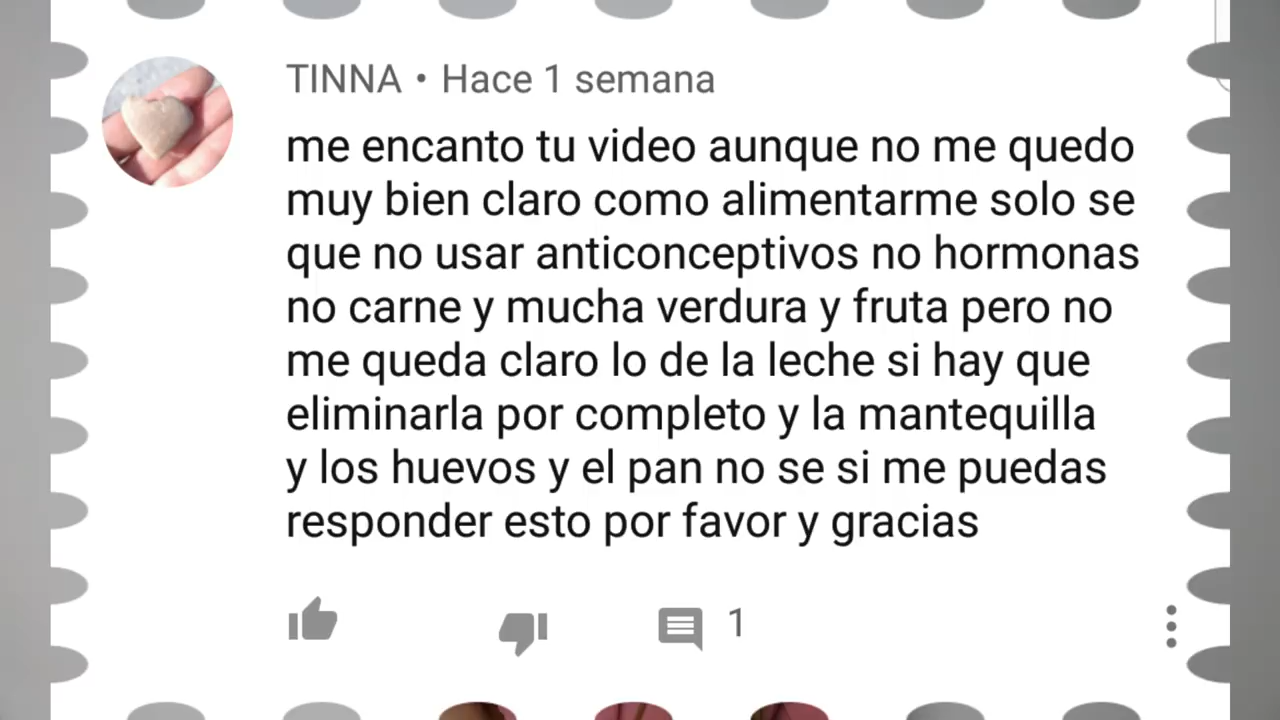 TINNA • Hace 1 semana
me encanto tu video aunque no me quedo
muy bien claro como alimentarme solo se
que no usar anticonceptivos no hormonas
no carne y mucha verdura y fruta pero no
me queda claro lo de la leche si hay que
eliminarla por completo y la mantequilla
y los huevos y el pan no se si me puedas
responder esto por favor y gracias
1